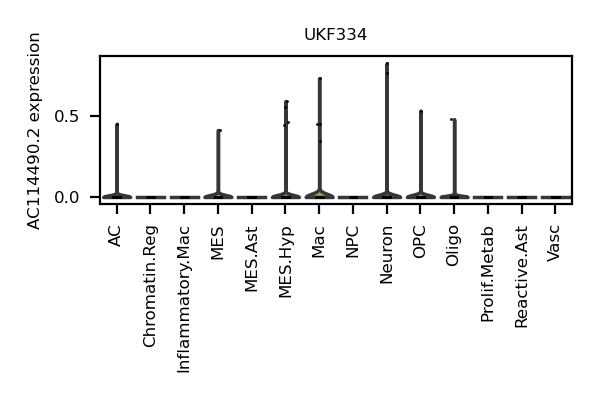 UKF334
AC114490.2 expression
0.5
0.0
AC
Chromatin.Reg
Inflammatory.Mac
MES
MES.Ast
MES.Hyp
Mac
NPC
Neuron
OPC
Oligo
Prolif.Metab
Reactive.Ast
Vasc